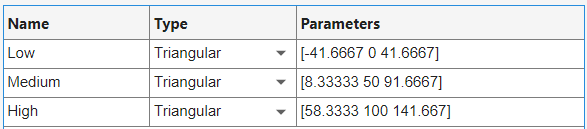 Name Type Parameters
Low Triangular [-41.6667 0 41.6667]
Medium Triangular [8.33333 50 91.6667]
High Triangular [58.3333 100 141.667]